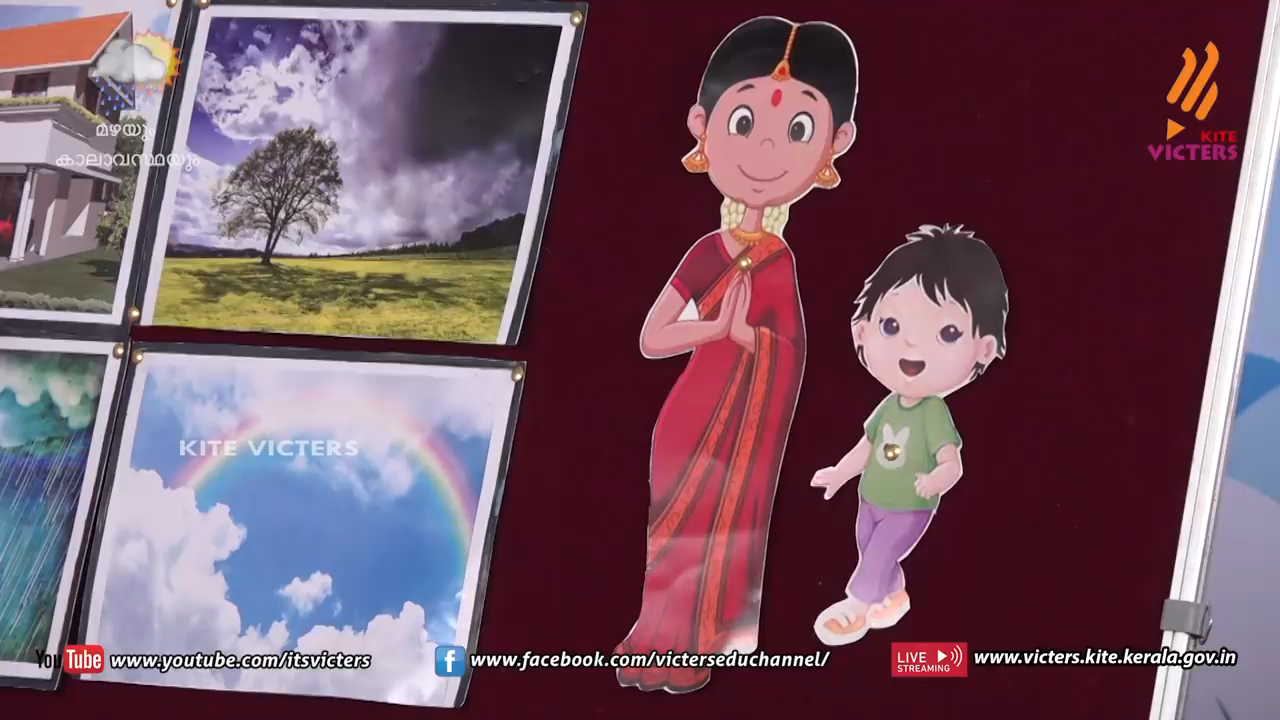 മഴയും
കാലാവസ്ഥയും
KITE
VICTERS
KITE VICTERS
YouTube www.youtube.com/itsvicters
f www.facebook.com/victerseduchannel/
LIVE
STREAMING
www.victers.kite.kerala.gov.in